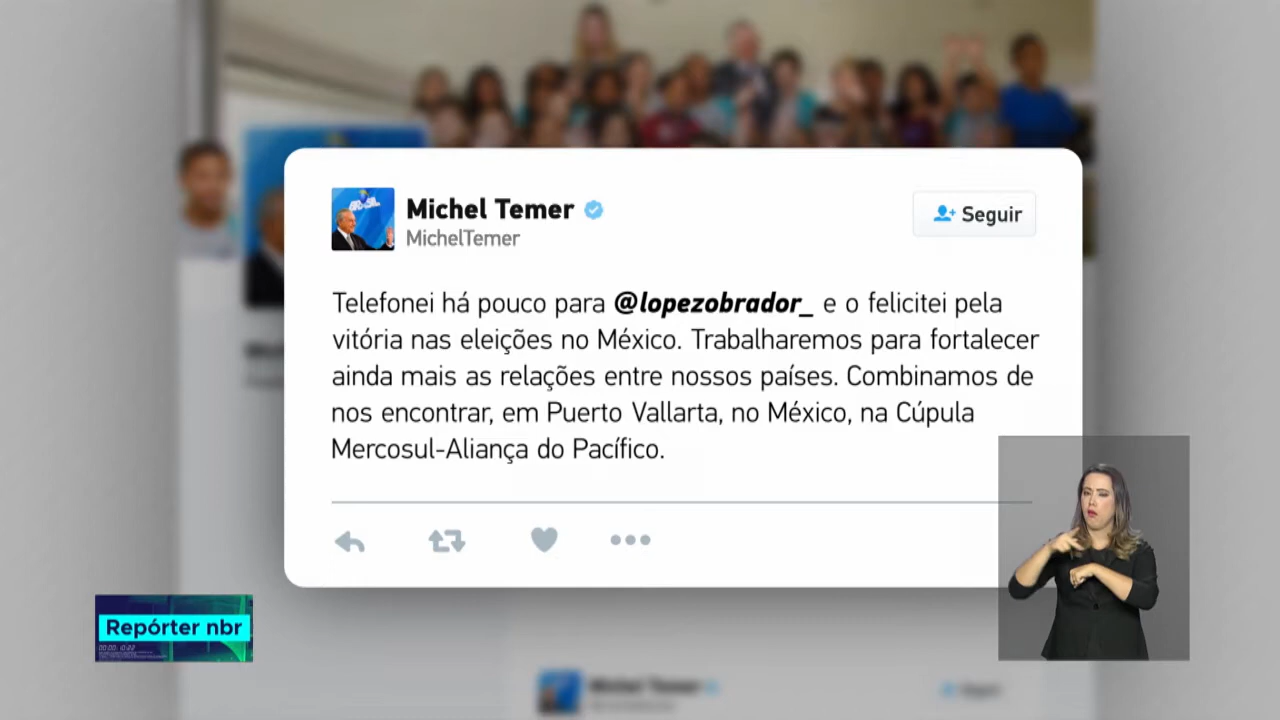 Michel Temer
MichelTemer
Seguir
Telefonei há pouco para @lopezobrador_ e o felicitei pela
vitória nas eleições no México. Trabalharemos para fortalecer
ainda mais as relações entre nossos países. Combinamos de
nos encontrar, em Puerto Vallarta, no México, na Cúpula
Mercosul-Aliança do Pacífico.
Repórter nbr
Michel Temer